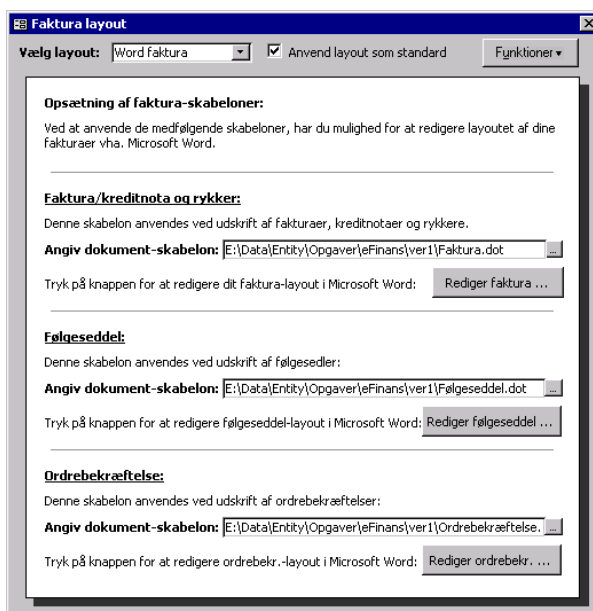 Faktura layout
Vælg layout: Word faktura Anvend layout som standard Funktioner
Opsætning af faktura-skabeloner:
Ved at anvende de medfølgende skabeloner, har du mulighed for at redigere layoutet af dine
fakturaer vha. Microsoft Word.
Faktura/kreditnota og rykker:
Denne skabelon anvendes ved udskrift af fakturaer, kreditnotaer og rykkere.
Angiv dokument-skabelon: E:\Data\Entity\Opgaver\eFinans\ver1\Faktura.dot ...
Tryk på knappen for at redigere dit faktura-layout i Microsoft Word: Rediger faktura ...
Følgeseddel:
Denne skabelon anvendes ved udskrift af følgesedler:
Angiv dokument-skabelon: E:\Data\Entity\Opgaver\eFinans\ver1\Følgeseddel.dot ...
Tryk på knappen for at redigere følgeseddel-layout i Microsoft Word: Rediger følgeseddel ...
Ordrebekræftelse:
Denne skabelon anvendes ved udskrift af ordrebekræftelser:
Angiv dokument-skabelon: E:\Data\Entity\Opgaver\eFinans\ver1\Ordrebekræftelse. ...
Tryk på knappen for at redigere ordrebekr.-layout i Microsoft Word: Rediger ordrebekr. ...